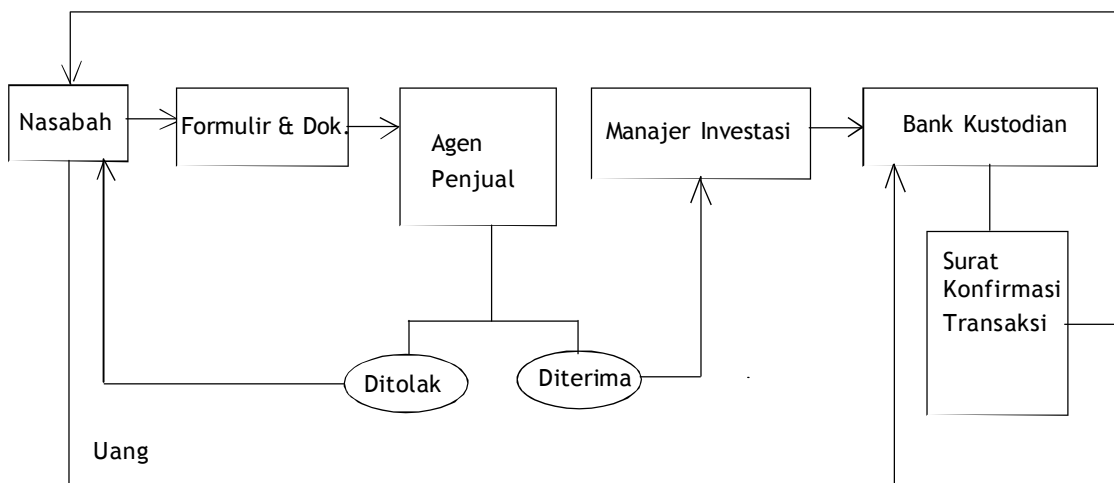 Nasabah
Formulir & Dok.
Agen
Penjual
Manajer Investasi
Bank Kustodian
Surat
Konfirmasi
Transaksi
Ditolak
Diterima
Uang